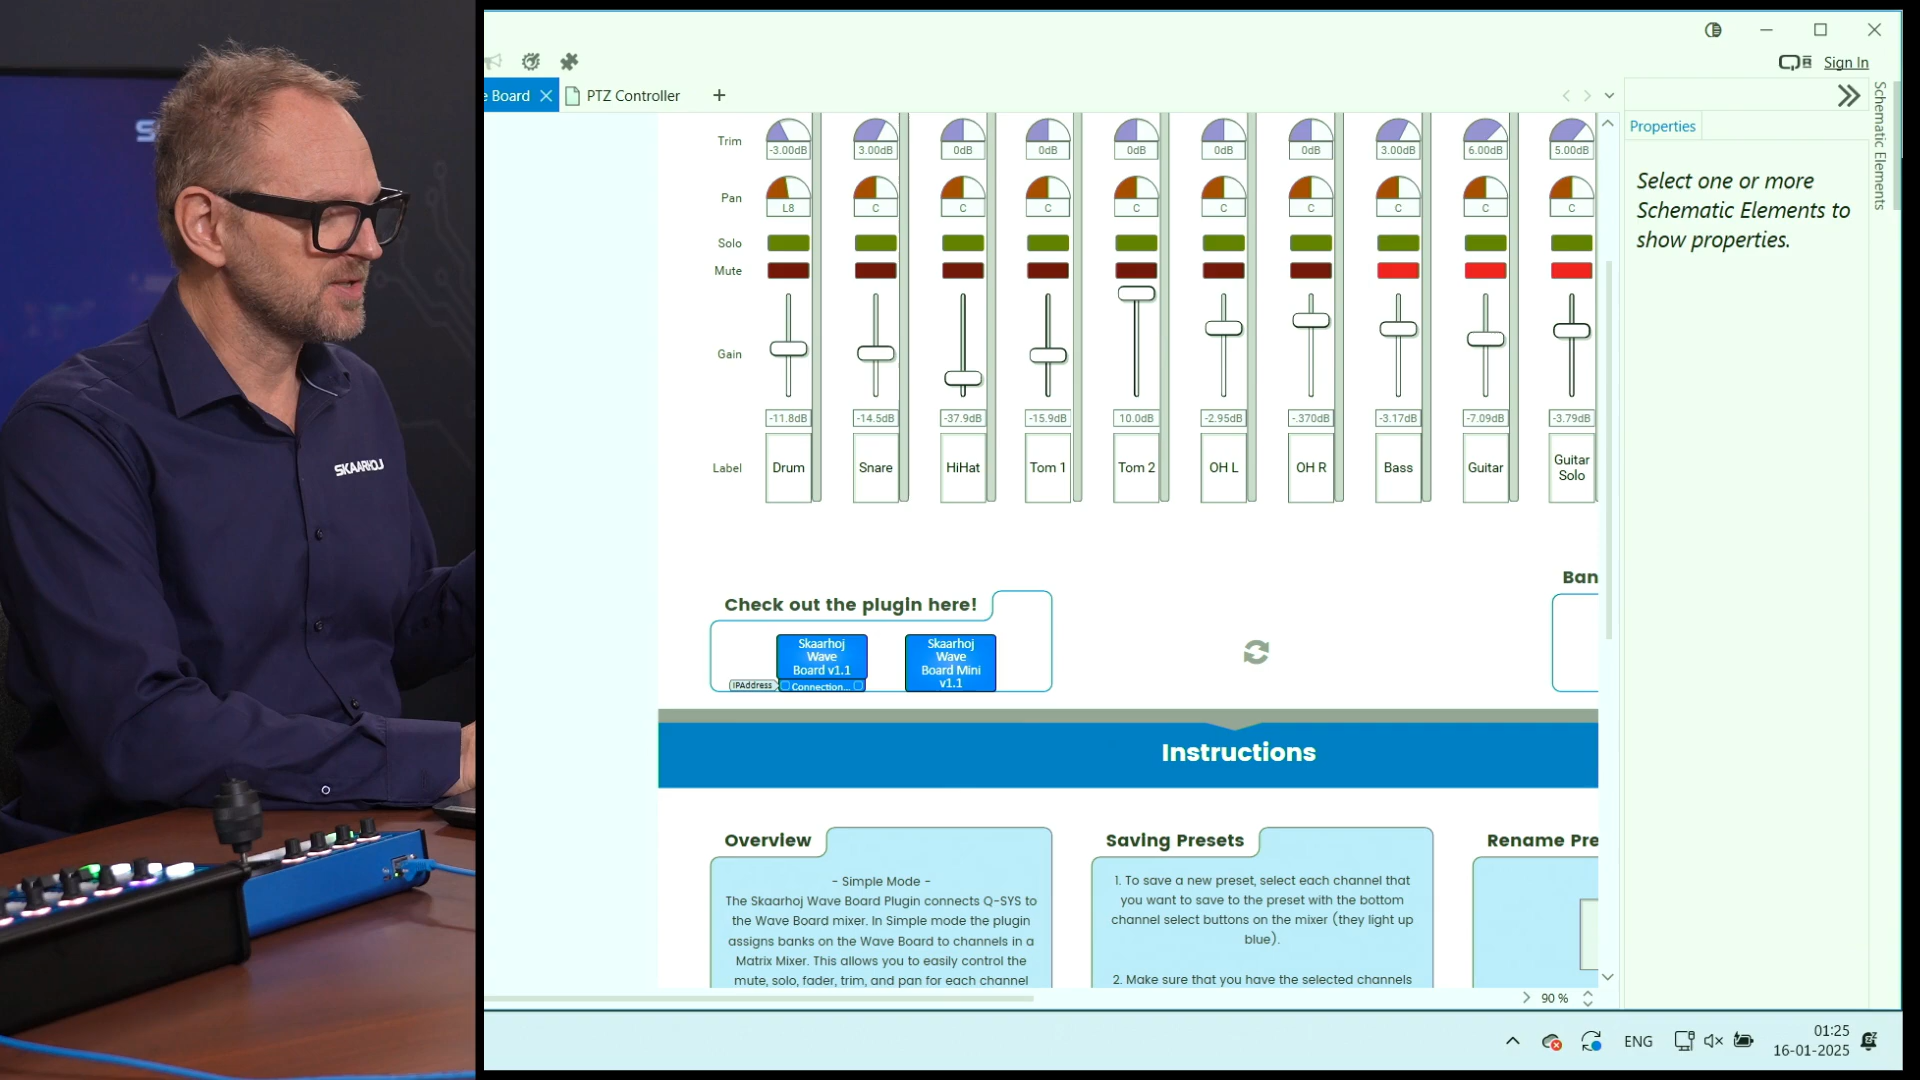 Sign In
e Board
PTZ Controller
Schematic Elements
Properties
Select one or more
Schematic Elements to
show properties.
Trim
-3.00dB 3.00dB 0dB 0dB 0dB 0dB 0dB 3.00dB 6.00dB 5.00dB
Pan
L8 C C C C C C C C C
Solo
Mute
Gain
-11.8dB -14.5dB -37.9dB -15.9dB 10.0dB -2.95dB -.370dB -3.17dB -7.09dB -3.79dB
Label
Drum Snare HiHat Tom 1 Tom 2 OH L OH R Bass Guitar Guitar
Solo
SKAARHOJ
Ban
Check out the plugin here!
Skaarhoj
Wave
Board v1.1
IPAddress
Connection...
Skaarhoj
Wave
Board Mini
v1.1
Instructions
Overview
- Simple Mode -
The Skaarhoj Wave Board Plugin connects Q-SYS to
the Wave Board mixer. In Simple mode the plugin
assigns banks on the Wave Board to channels in a
Matrix Mixer. This allows you to easily control the
mute, solo, fader, trim, and pan for each channel
Saving Presets
1. To save a new preset, select each channel that
you want to save to the preset with the bottom
channel select buttons on the mixer (they light up
blue).
2. Make sure that you have the selected channels
Rename Pre
90 %
ENG
01:25
16-01-2025